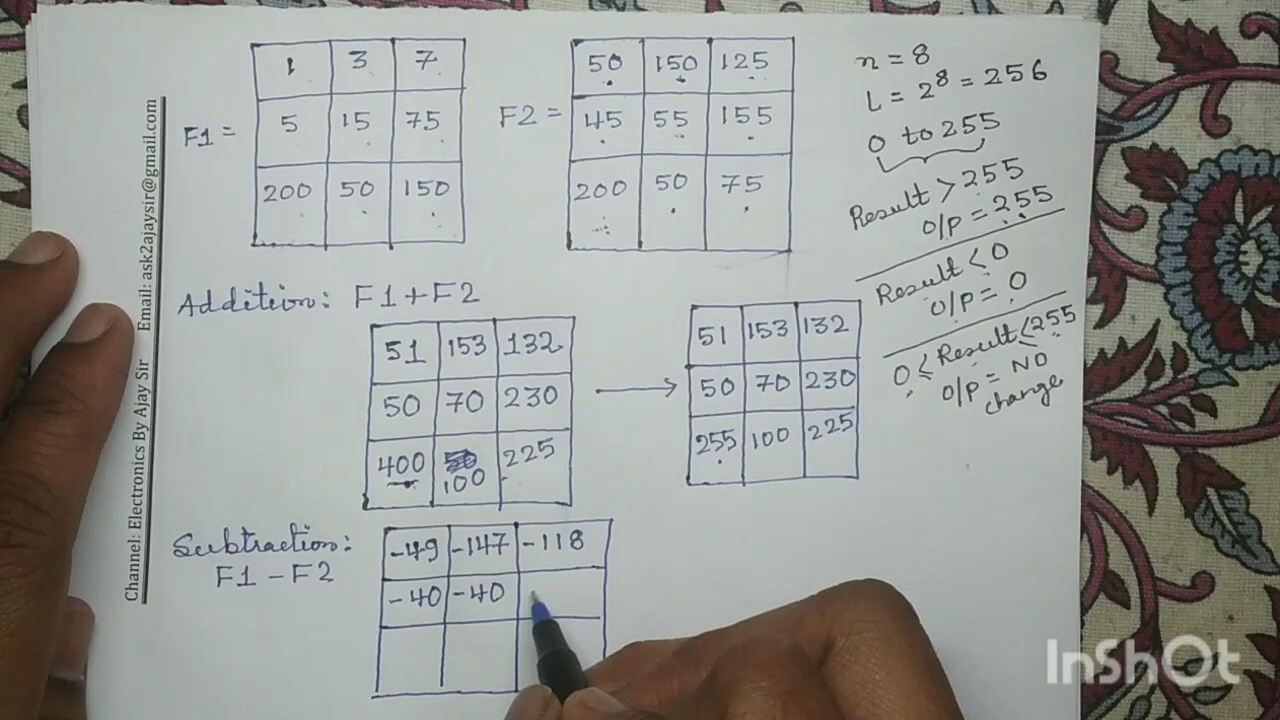 Channel: Electronics By Ajay Sir Email: ask2ajaysir@gmail.com
F1 =
1 3 7
5 15 75
200 50 150
F2 =
50 150 125
45 55 155
200 50 75
n = 8
L = 2⁸ = 256
0 to 255
Result > 255
O/P = 255
Result < 0
O/P = 0
0 ≤ Result ≤ 255
O/P = NO
change
Addition: F1 + F2
51 153 132
50 70 230
400 100 225
→
51 153 132
50 70 230
255 100 225
Subtraction:
F1 - F2
-49 -147 -118
-40 -40
InShOt